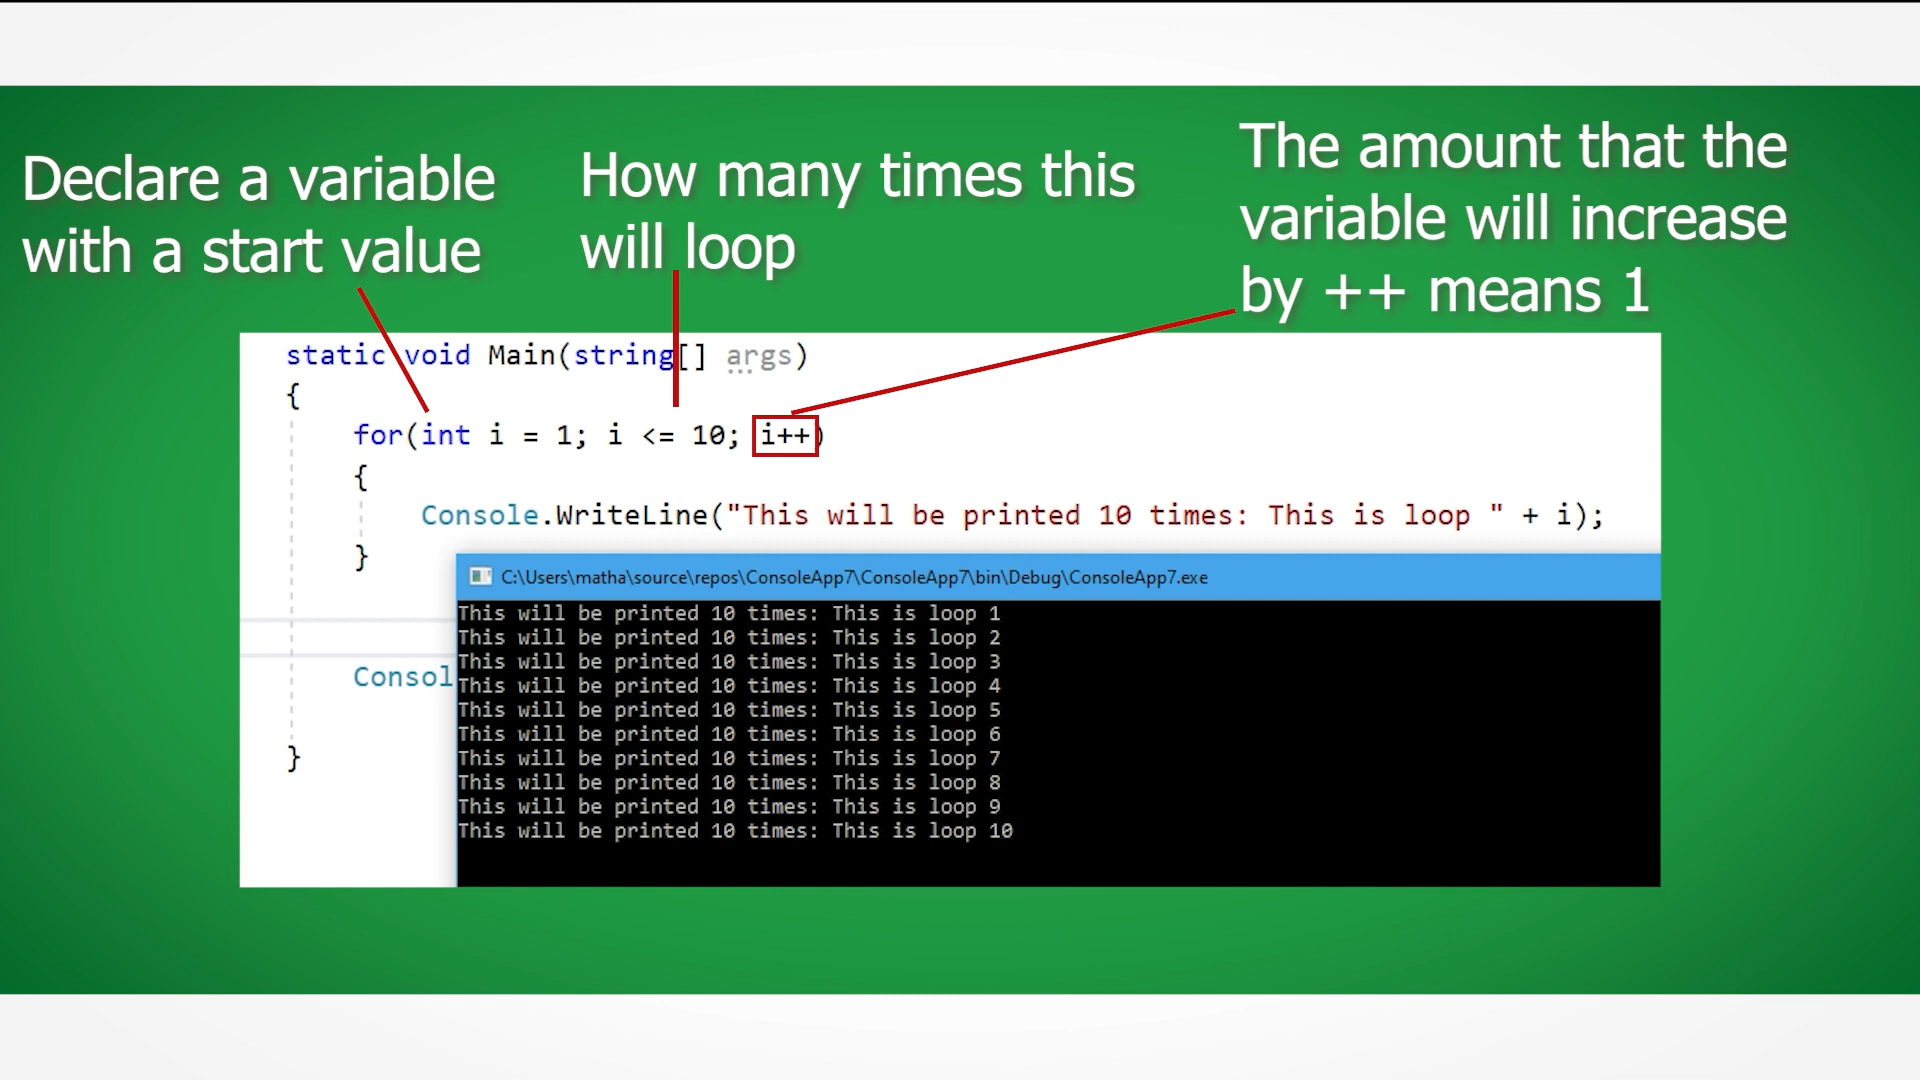 Declare a variable
with a start value
How many times this
will loop
The amount that the
variable will increase
by ++ means 1
static void Main(string[] args)
{
for(int i = 1; i <= 10; i++)
{
Console.WriteLine("This will be printed 10 times: This is loop " + i);
}
Consol
}
C:\Users\matha\source\repos\ConsoleApp7\ConsoleApp7\bin\Debug\ConsoleApp7.exe
This will be printed 10 times: This is loop 1
This will be printed 10 times: This is loop 2
This will be printed 10 times: This is loop 3
This will be printed 10 times: This is loop 4
This will be printed 10 times: This is loop 5
This will be printed 10 times: This is loop 6
This will be printed 10 times: This is loop 7
This will be printed 10 times: This is loop 8
This will be printed 10 times: This is loop 9
This will be printed 10 times: This is loop 10